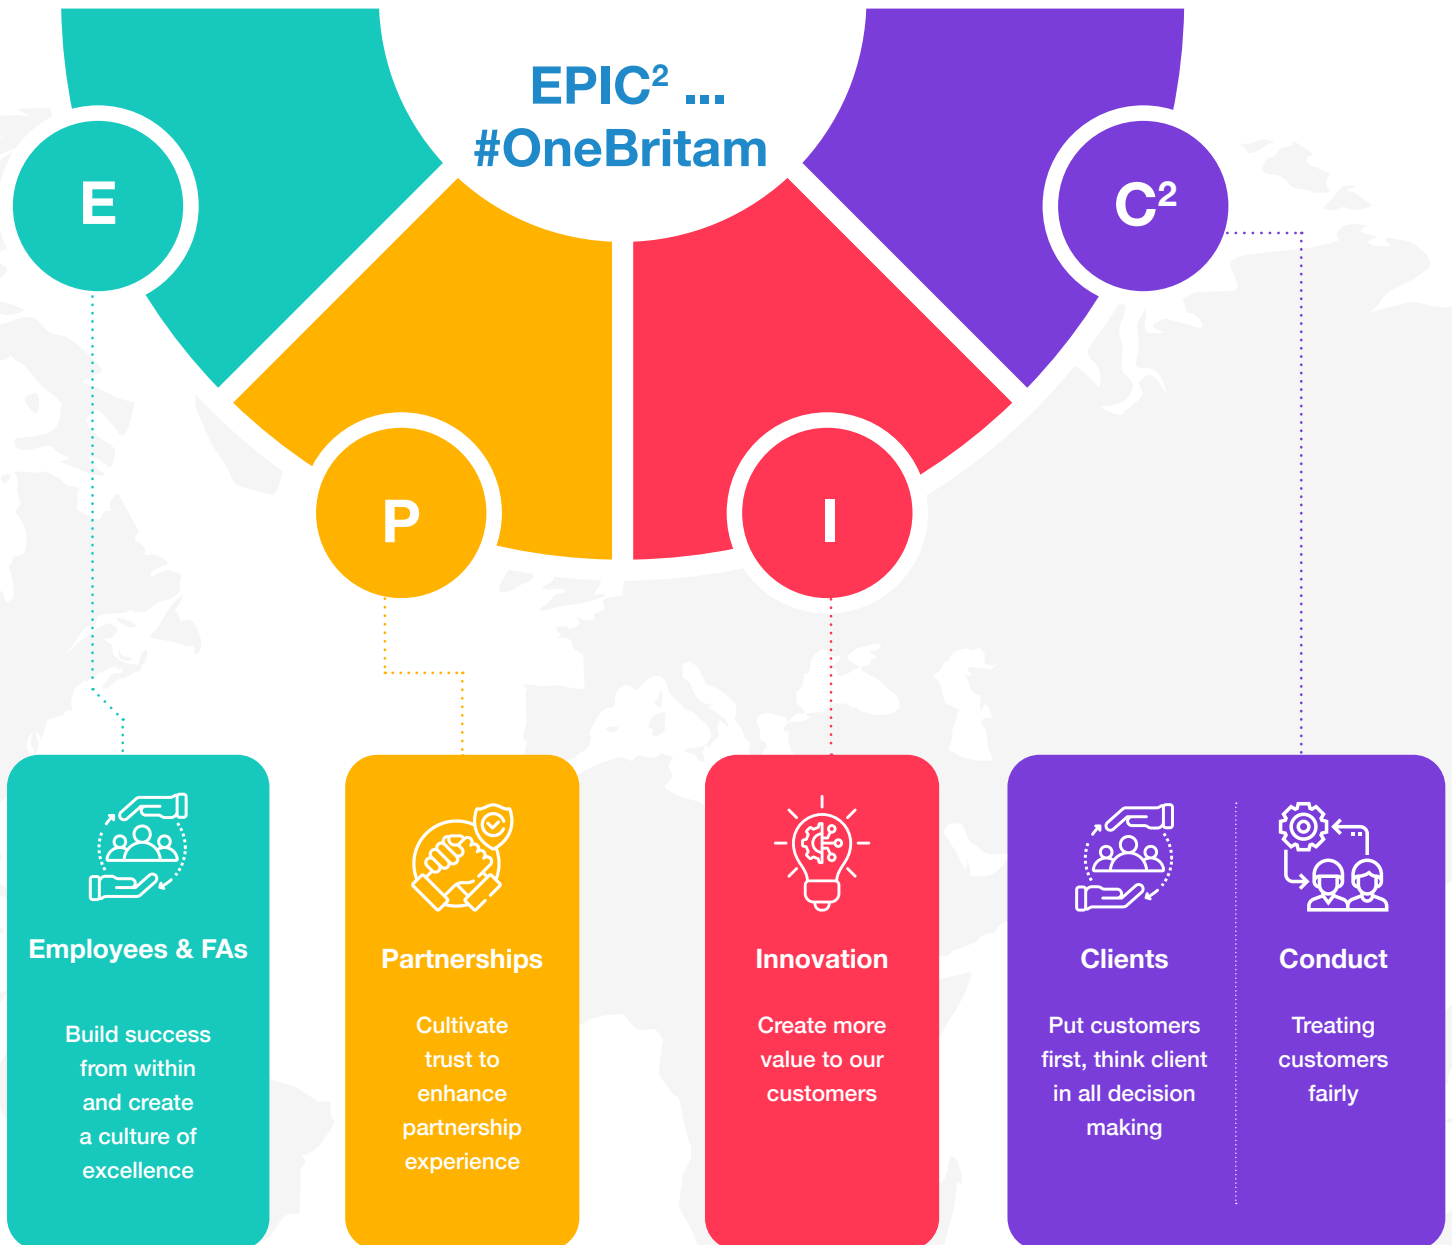 EPIC² ...
#OneBritam
E
P
I
C²
Employees & FAs
Build success
from within
and create
a culture of
excellence
Partnerships
Cultivate
trust to
enhance
partnership
experience
Innovation
Create more
value to our
customers
Clients
Put customers
first, think client
in all decision
making
Conduct
Treating
customers
fairly